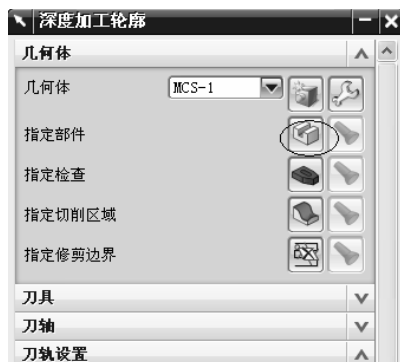 深度加工轮廓
几何体
几何体 MCS-1
指定部件
指定检查
指定切削区域
指定修剪边界
刀具
刀轴
刀轨设置